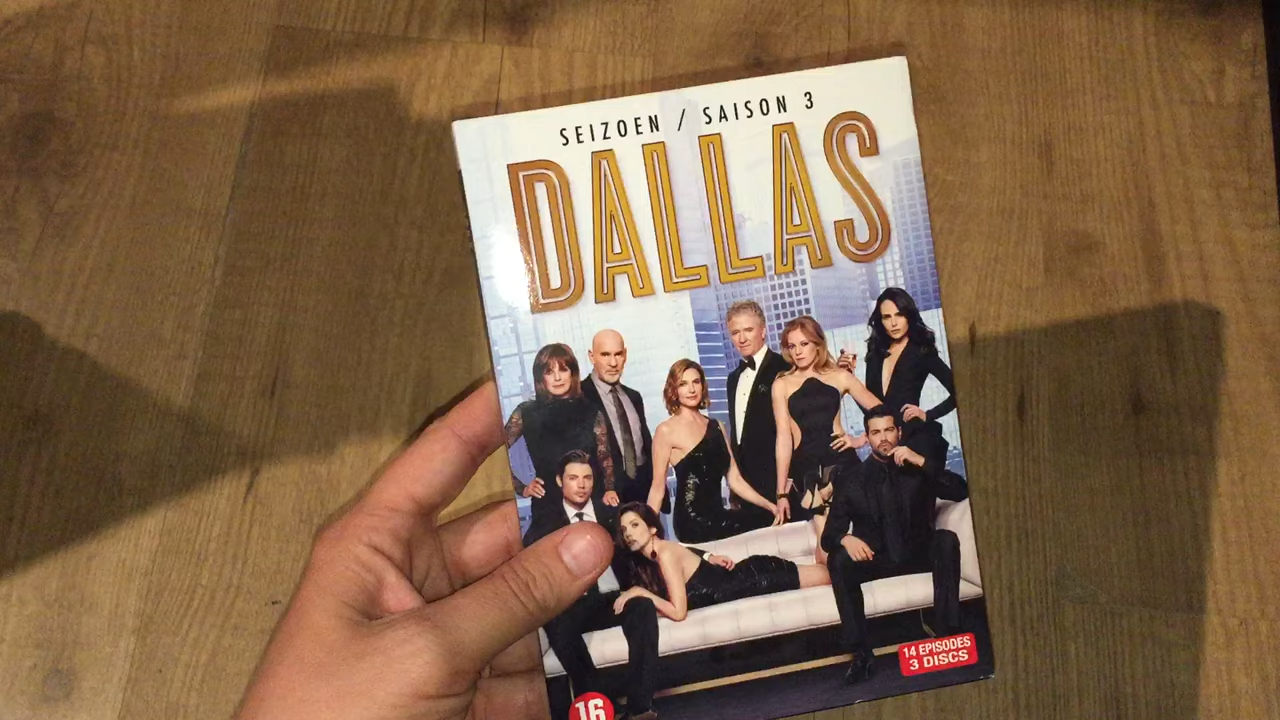 SEIZOEN / SAISON 3
DALLAS
14 EPISODES
3 DISCS
16